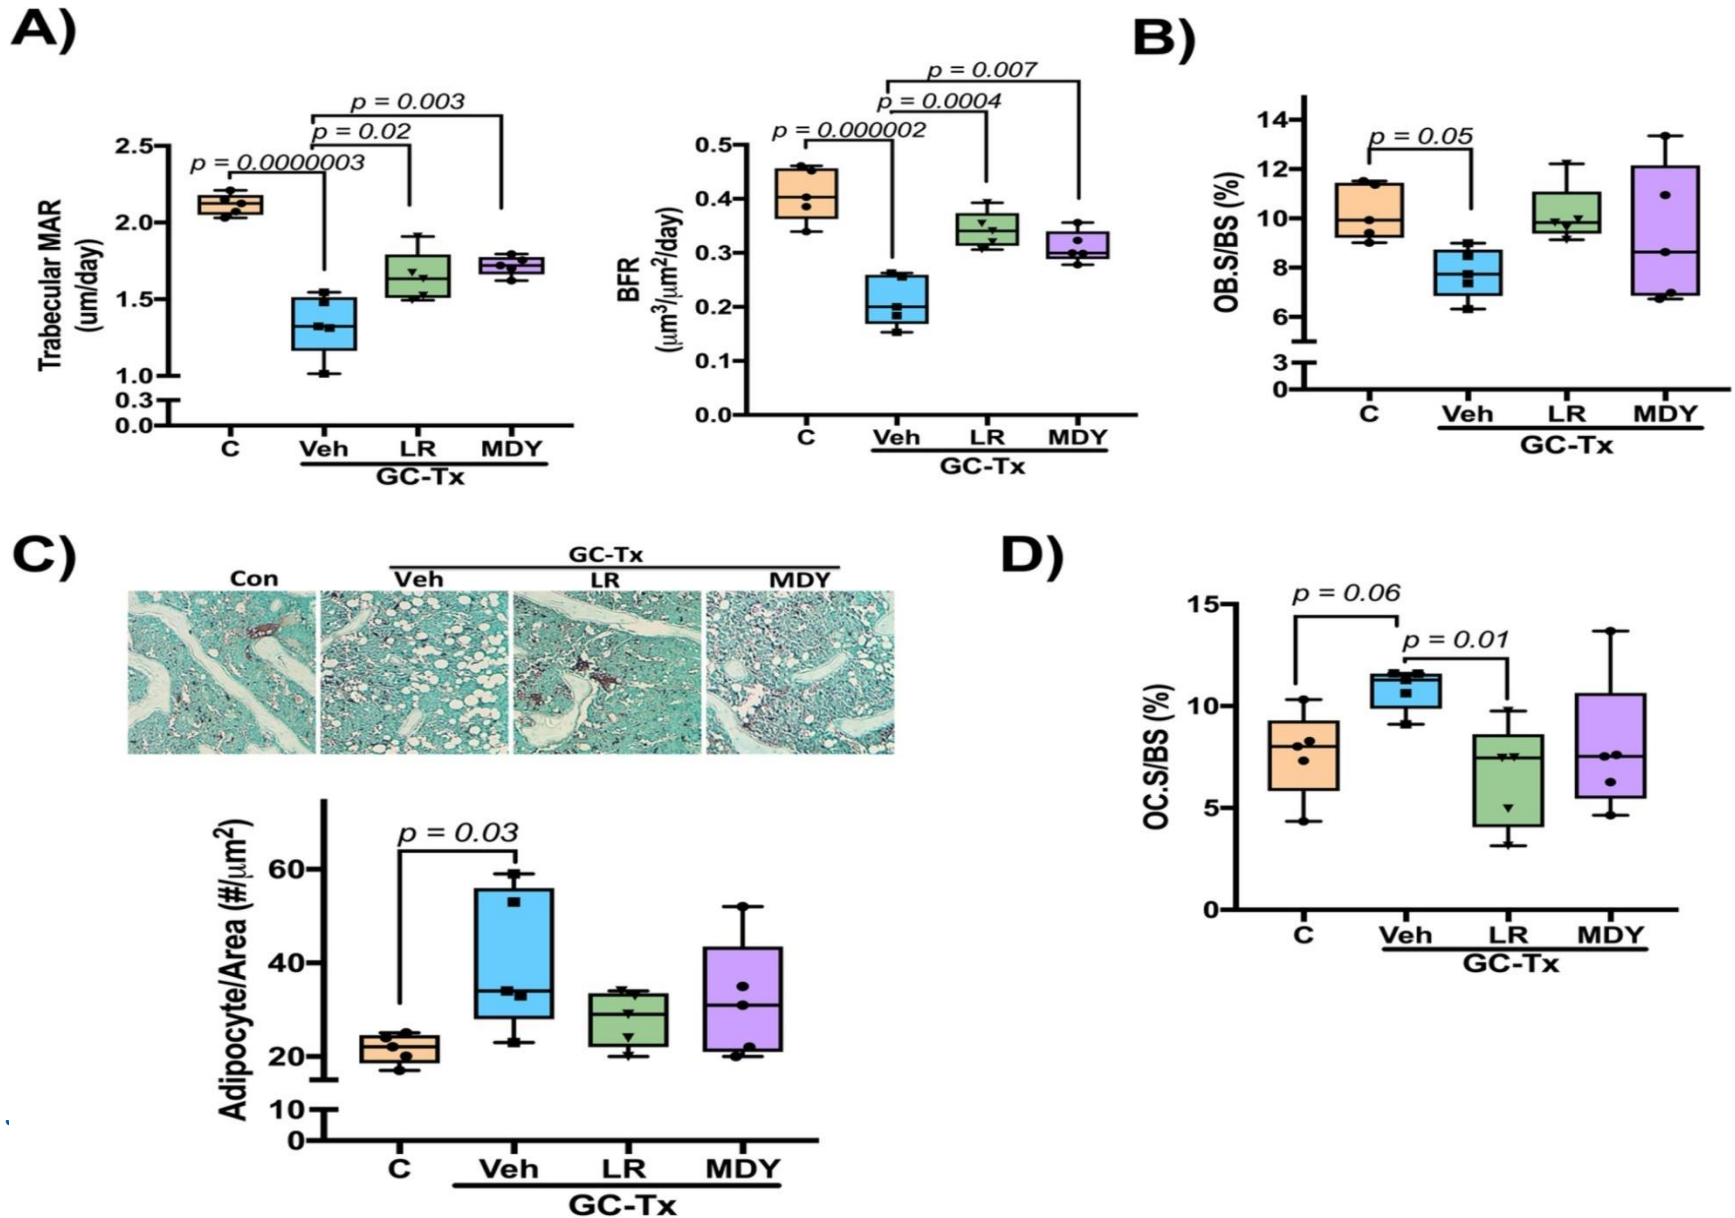 A)
p = 0.003
p = 0.02
p = 0.0000003
Trabecular MAR
(um/day)
2.5
2.0
1.5
1.0
0.3
0.0
C Veh LR MDY
GC-Tx
p = 0.007
p = 0.0004
p = 0.000002
BFR
(μm3/μm2/day)
0.5
0.4
0.3
0.2
0.1
0.0
C Veh LR MDY
GC-Tx
B)
p = 0.05
OB.S/BS (%)
14
12
10
8
6
3
0
C Veh LR MDY
GC-Tx
C)
GC-Tx
Con Veh LR MDY
p = 0.03
Adipocyte/Area (#/μm2)
60
40
20
10
0
C Veh LR MDY
GC-Tx
D)
p = 0.06
p = 0.01
OC.S/BS (%)
15
10
5
0
C Veh LR MDY
GC-Tx